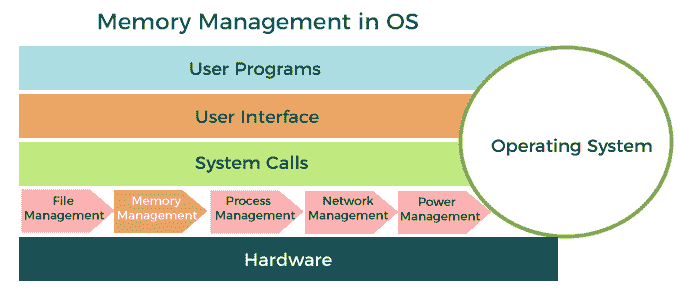 Memory Management in OS
User Programs
User Interface
System Calls
Operating System
File
Management
Memory
Management
Process
Management
Network
Management
Power
Management
Hardware